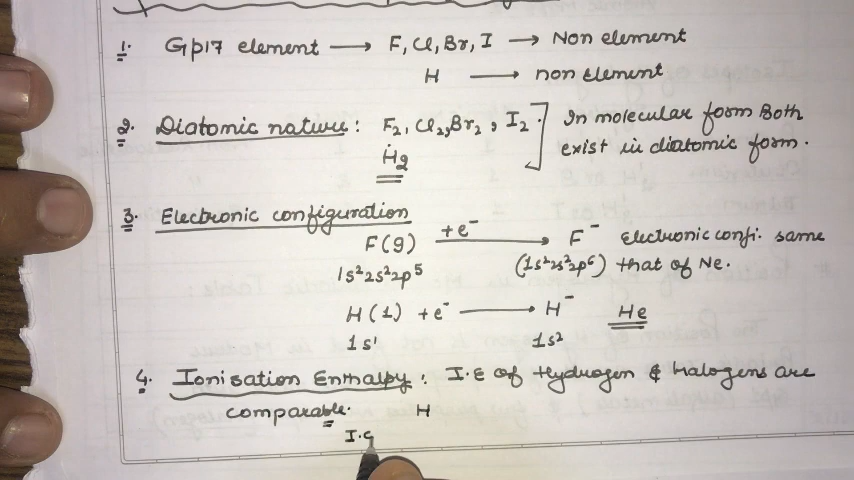 1. Gp17 element → F, Cl, Br, I → Non element
H → non element
2. Diatomic nature : F₂, Cl₂, Br₂, I₂. In molecular form Both
H₂ exist in diatomic form.
3. Electronic configuration
F(9) +e⁻ → F⁻ Electronic confi. same
1s²2s²2p⁵ (1s²2s²2p⁶) that of Ne.
H(1) +e⁻ → H⁻ He
1s¹ 1s²
4. Ionisation Enthalpy : I.E of Hydrogen & Halogens are
comparable. H
I.